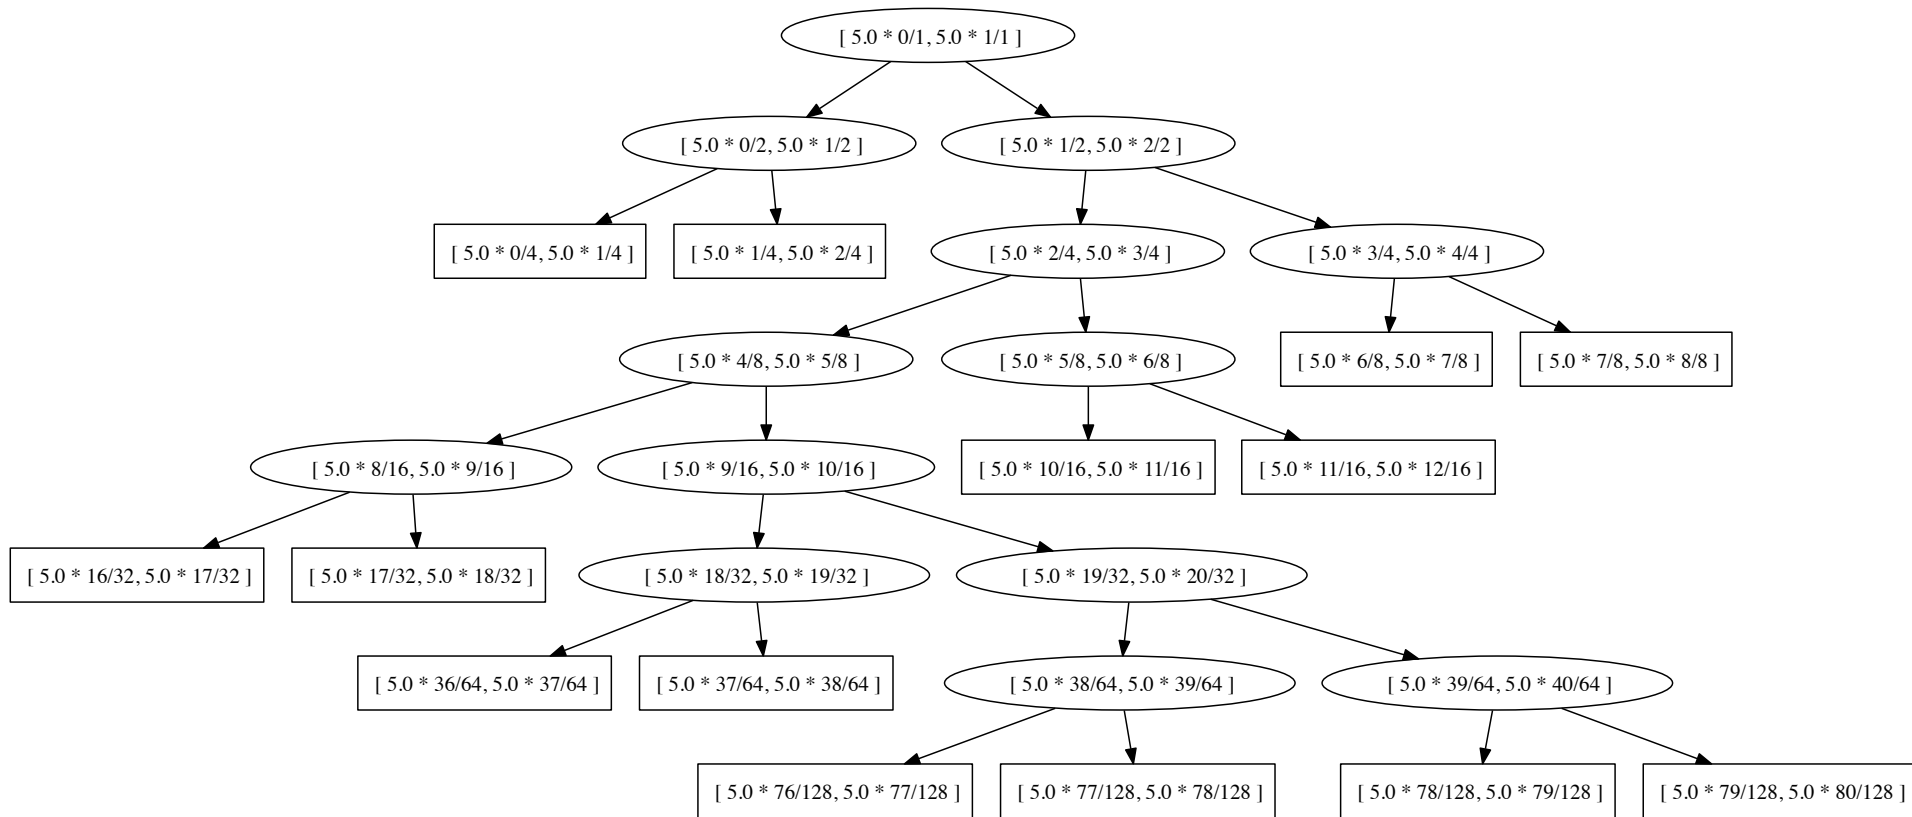 [ 5.0 * 0/1, 5.0 * 1/1 ]
[ 5.0 * 0/2, 5.0 * 1/2 ]
[ 5.0 * 1/2, 5.0 * 2/2 ]
[ 5.0 * 0/4, 5.0 * 1/4 ]
[ 5.0 * 1/4, 5.0 * 2/4 ]
[ 5.0 * 2/4, 5.0 * 3/4 ]
[ 5.0 * 3/4, 5.0 * 4/4 ]
[ 5.0 * 4/8, 5.0 * 5/8 ]
[ 5.0 * 5/8, 5.0 * 6/8 ]
[ 5.0 * 6/8, 5.0 * 7/8 ]
[ 5.0 * 7/8, 5.0 * 8/8 ]
[ 5.0 * 8/16, 5.0 * 9/16 ]
[ 5.0 * 9/16, 5.0 * 10/16 ]
[ 5.0 * 10/16, 5.0 * 11/16 ]
[ 5.0 * 11/16, 5.0 * 12/16 ]
[ 5.0 * 16/32, 5.0 * 17/32 ]
[ 5.0 * 17/32, 5.0 * 18/32 ]
[ 5.0 * 18/32, 5.0 * 19/32 ]
[ 5.0 * 19/32, 5.0 * 20/32 ]
[ 5.0 * 36/64, 5.0 * 37/64 ]
[ 5.0 * 37/64, 5.0 * 38/64 ]
[ 5.0 * 38/64, 5.0 * 39/64 ]
[ 5.0 * 39/64, 5.0 * 40/64 ]
[ 5.0 * 76/128, 5.0 * 77/128 ]
[ 5.0 * 77/128, 5.0 * 78/128 ]
[ 5.0 * 78/128, 5.0 * 79/128 ]
[ 5.0 * 79/128, 5.0 * 80/128 ]